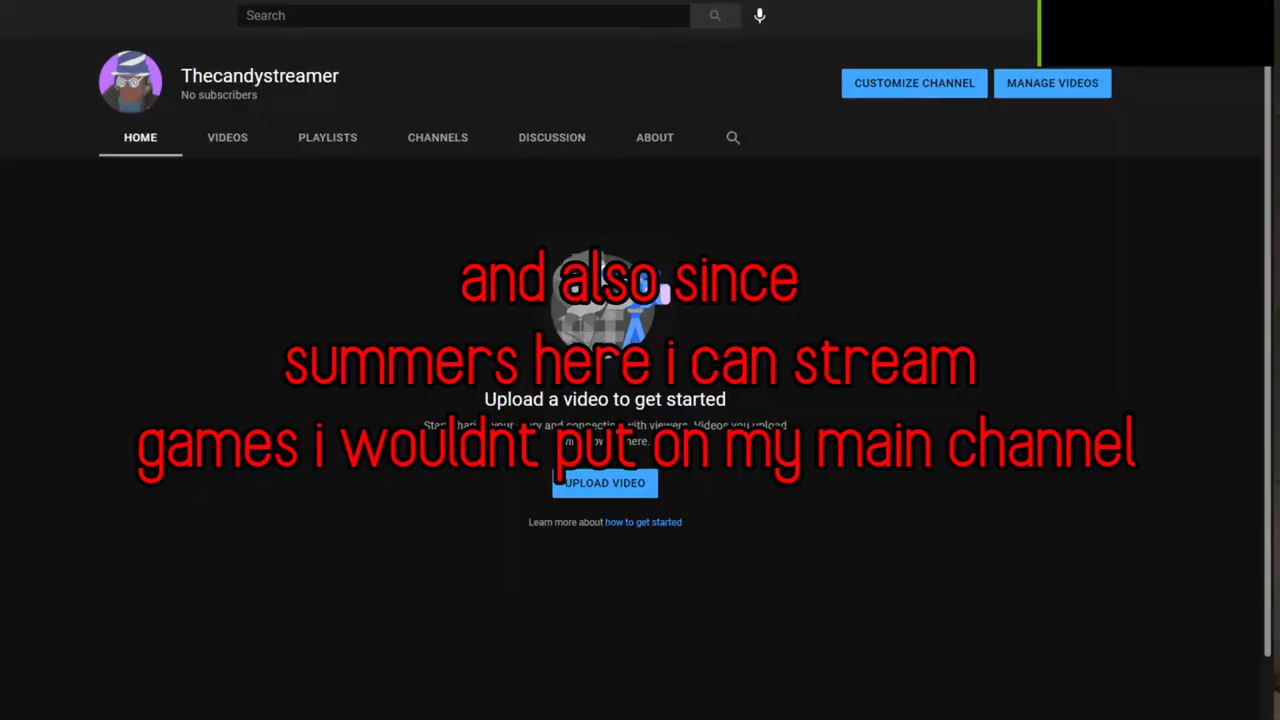 Search
Thecandystreamer
No subscribers
CUSTOMIZE CHANNEL
MANAGE VIDEOS
HOME
VIDEOS
PLAYLISTS
CHANNELS
DISCUSSION
ABOUT
and also since
summers here i can stream
Upload a video to get started
games i wouldnt put on my main channel
UPLOAD VIDEO
Learn more about how to get started